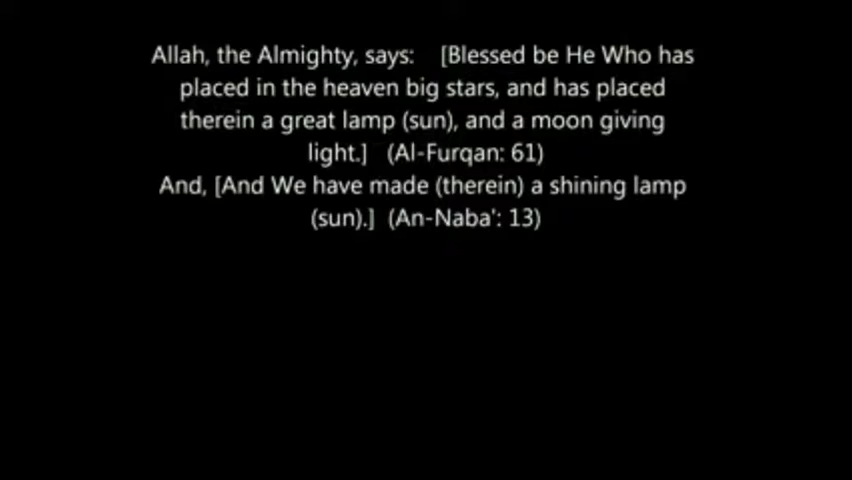 Allah, the Almighty, says: [Blessed be He Who has
placed in the heaven big stars, and has placed
therein a great lamp (sun), and a moon giving
light.] (Al-Furqan: 61)
And, [And We have made (therein) a shining lamp
(sun).] (An-Naba': 13)